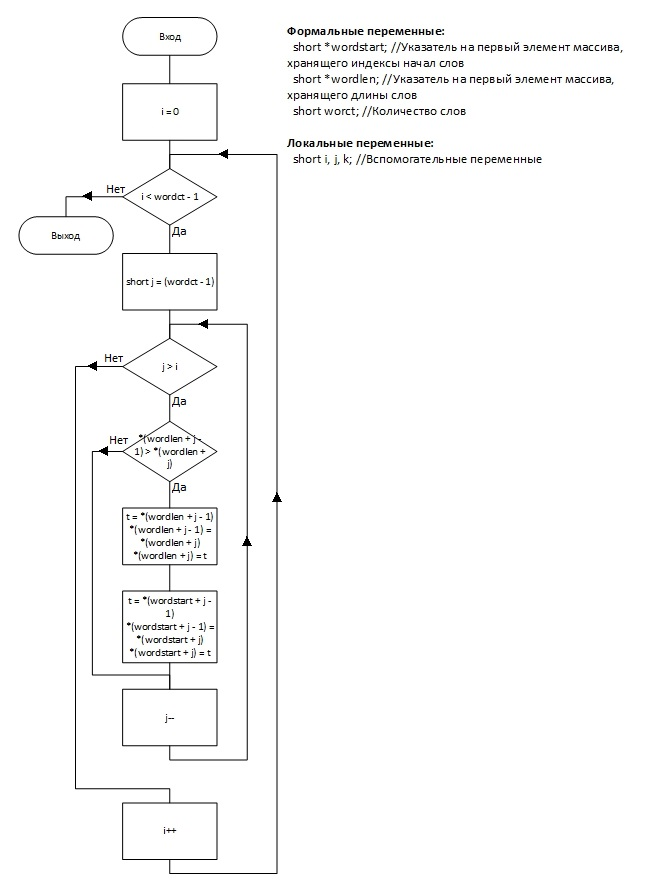 Вход
Формальные переменные:
short *wordstart; //Указатель на первый элемент массива,
хранящего индексы начал слов
short *wordlen; //Указатель на первый элемент массива,
хранящего длины слов
short worct; //Количество слов
Локальные переменные:
short i, j, k; //Вспомогательные переменные
i = 0
Нет
i < wordct - 1
Выход
Да
short j = (wordct - 1)
Нет
j > i
Да
Нет
*(wordlen + j -
1) > *(wordlen +
j)
Да
t = *(wordlen + j - 1)
*(wordlen + j - 1) =
*(wordlen + j)
*(wordlen + j) = t
t = *(wordstart + j -
1)
*(wordstart + j - 1) =
*(wordstart + j)
*(wordstart + j) = t
j--
i++